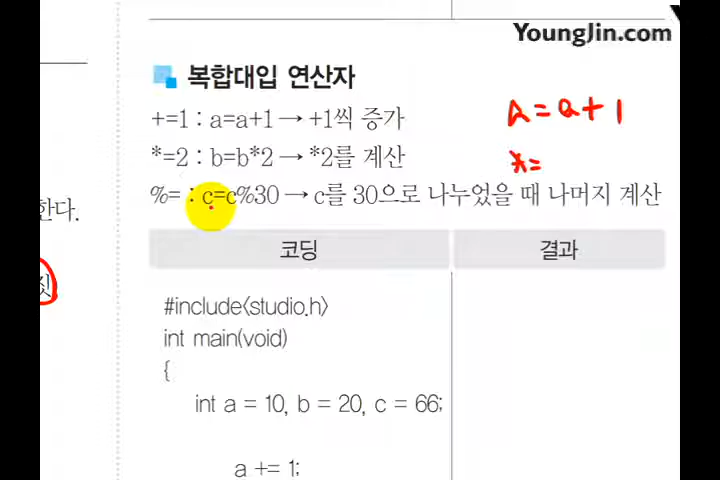 YoungJin.com
복합대입 연산자
+=1 : a=a+1 → +1씩 증가
a=a+1
*=2 : b=b*2 → *2를 계산
*=
%= : c=c%30 → c를 30으로 나누었을 때 나머지 계산
한다.
코딩 결과
#include<studio.h>
int main(void)
{
int a = 10, b = 20, c = 66;
a += 1;